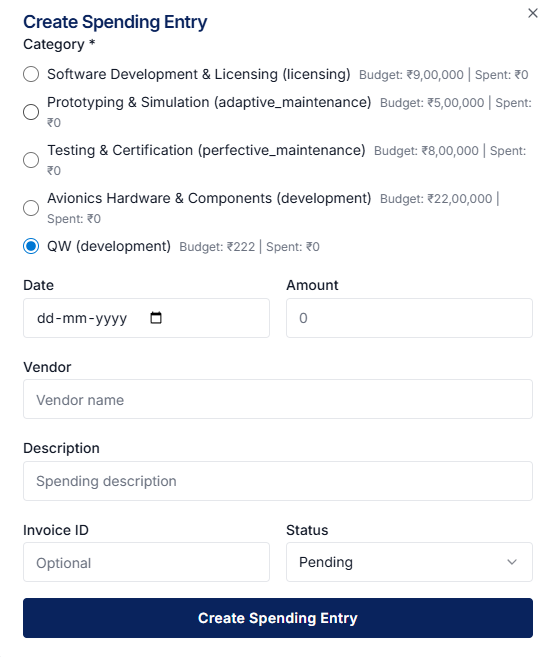 Create Spending Entry
Category *
Software Development & Licensing (licensing) Budget: ₹9,00,000 | Spent: ₹0
Prototyping & Simulation (adaptive_maintenance) Budget: ₹5,00,000 | Spent:
₹0
Testing & Certification (perfective_maintenance) Budget: ₹8,00,000 | Spent:
₹0
Avionics Hardware & Components (development) Budget: ₹22,00,000 |
Spent: ₹0
QW (development) Budget: ₹222 | Spent: ₹0
Date Amount
dd-mm-yyyy 0
Vendor
Vendor name
Description
Spending description
Invoice ID Status
Optional Pending
Create Spending Entry